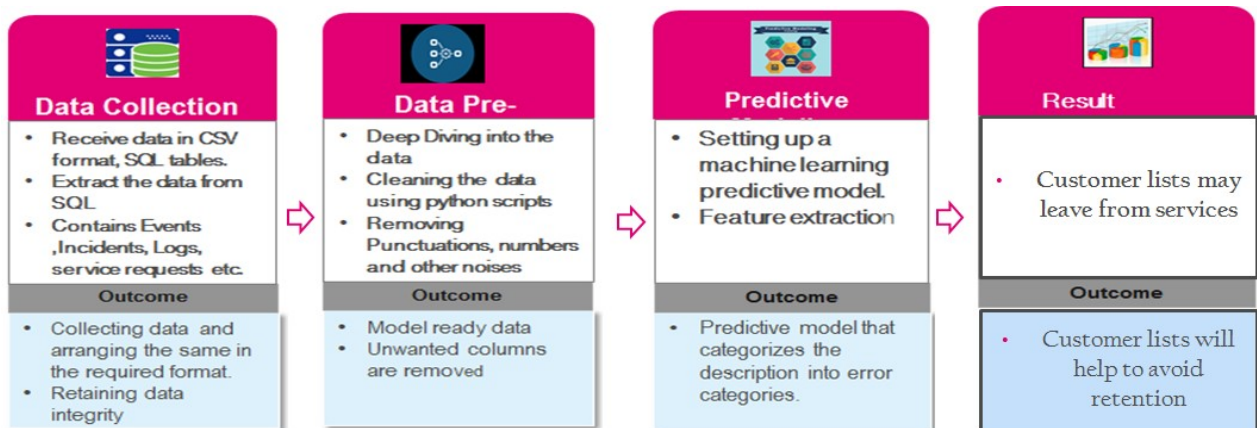 Data Collection
• Receive data in CSV
format, SQL tables.
• Extract the data from
SQL
• Contains Events
,Incidents, Logs,
service requests etc.
Outcome
• Collecting data and
arranging the same in
the required format.
• Retaining data
integrity
Data Pre-
• Deep Diving into the
data
• Cleaning the data
using python scripts
• Removing
Punctuations, numbers
and other noises
Outcome
• Model ready data
• Unwanted columns
are removed
Predictive
• Setting up a
machine learning
predictive model.
• Feature extraction
Outcome
• Predictive model that
categorizes the
description into error
categories.
Result
• Customer lists may
leave from services
Outcome
• Customer lists will
help to avoid
retention